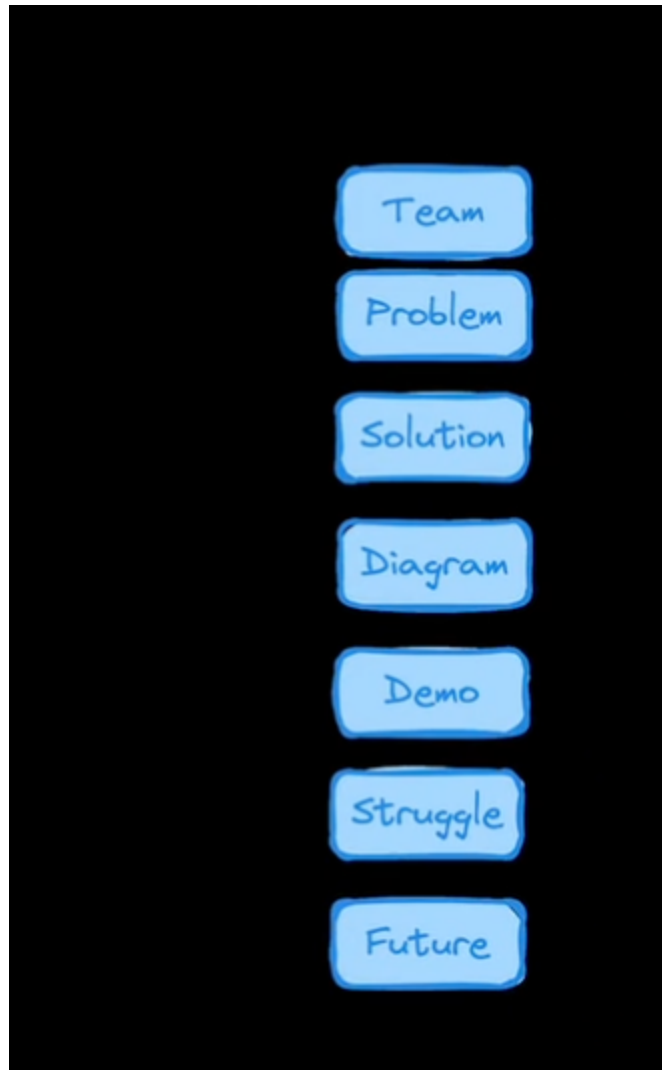 Team
Problem
Solution
Diagram
Demo
Struggle
Future